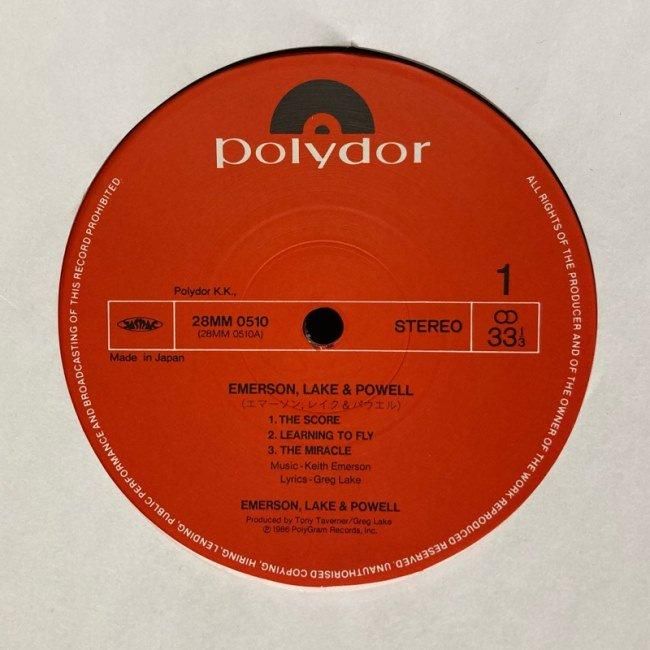 polydor
ALL RIGHTS OF THE PRODUCER AND OF THE OWNER OF THE WORK REPRODUCED RESERVED. UNAUTHORISED COPYING, HIRING, LENDING, PUBLIC PERFORMANCE AND BROADCASTING OF THIS RECORD PROHIBITED.
Polydor K.K.,
1
JASRAC
28MM 0510
(28MM 0510A)
STEREO
33 1/3
Made in Japan
EMERSON, LAKE & POWELL
(エマーソン, レイク&パウエル)
1. THE SCORE
2. LEARNING TO FLY
3. THE MIRACLE
Music - Keith Emerson
Lyrics - Greg Lake
EMERSON, LAKE & POWELL
Produced by Tony Taverner/Greg Lake
℗ 1986 PolyGram Records, Inc.